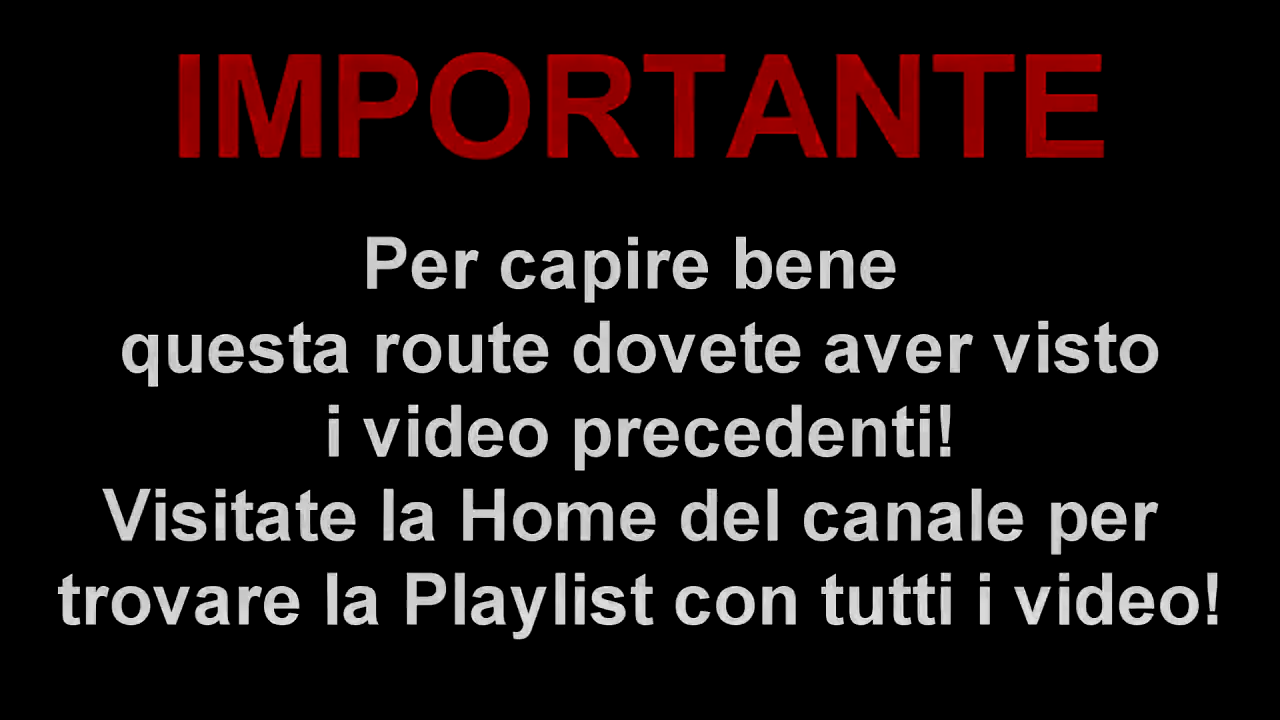 IMPORTANTE
Per capire bene
questa route dovete aver visto
i video precedenti!
Visitate la Home del canale per
trovare la Playlist con tutti i video!